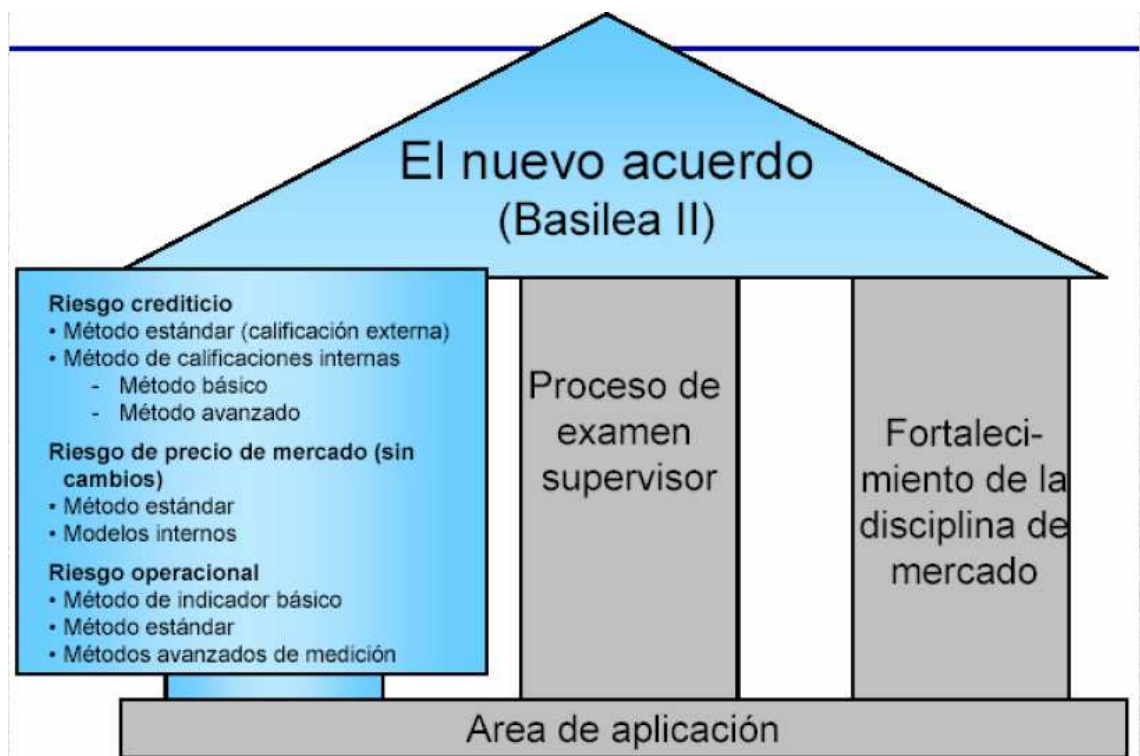 El nuevo acuerdo
(Basilea II)
Riesgo crediticio
• Método estándar (calificación externa)
• Método de calificaciones internas
- Método básico
- Método avanzado
Riesgo de precio de mercado (sin
cambios)
• Método estándar
• Modelos internos
Riesgo operacional
• Método de indicador básico
• Método estándar
• Métodos avanzados de medición
Proceso de
examen
supervisor
Fortaleci-
miento de la
disciplina de
mercado
Area de aplicación